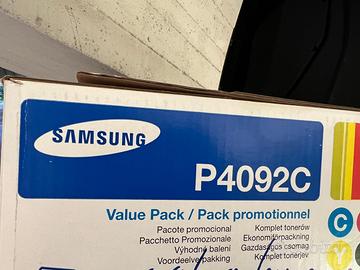 SAMSUNG
P4092C
Value Pack / Pack promotionnel
Pacote promocional
Komplet tonerów
Pacchetto Promozionale
Ekonomiförpackning
Výhodné balení
Gazdaságos csomag
Voordeelverpakking
Komplet tonerjev
C
Y